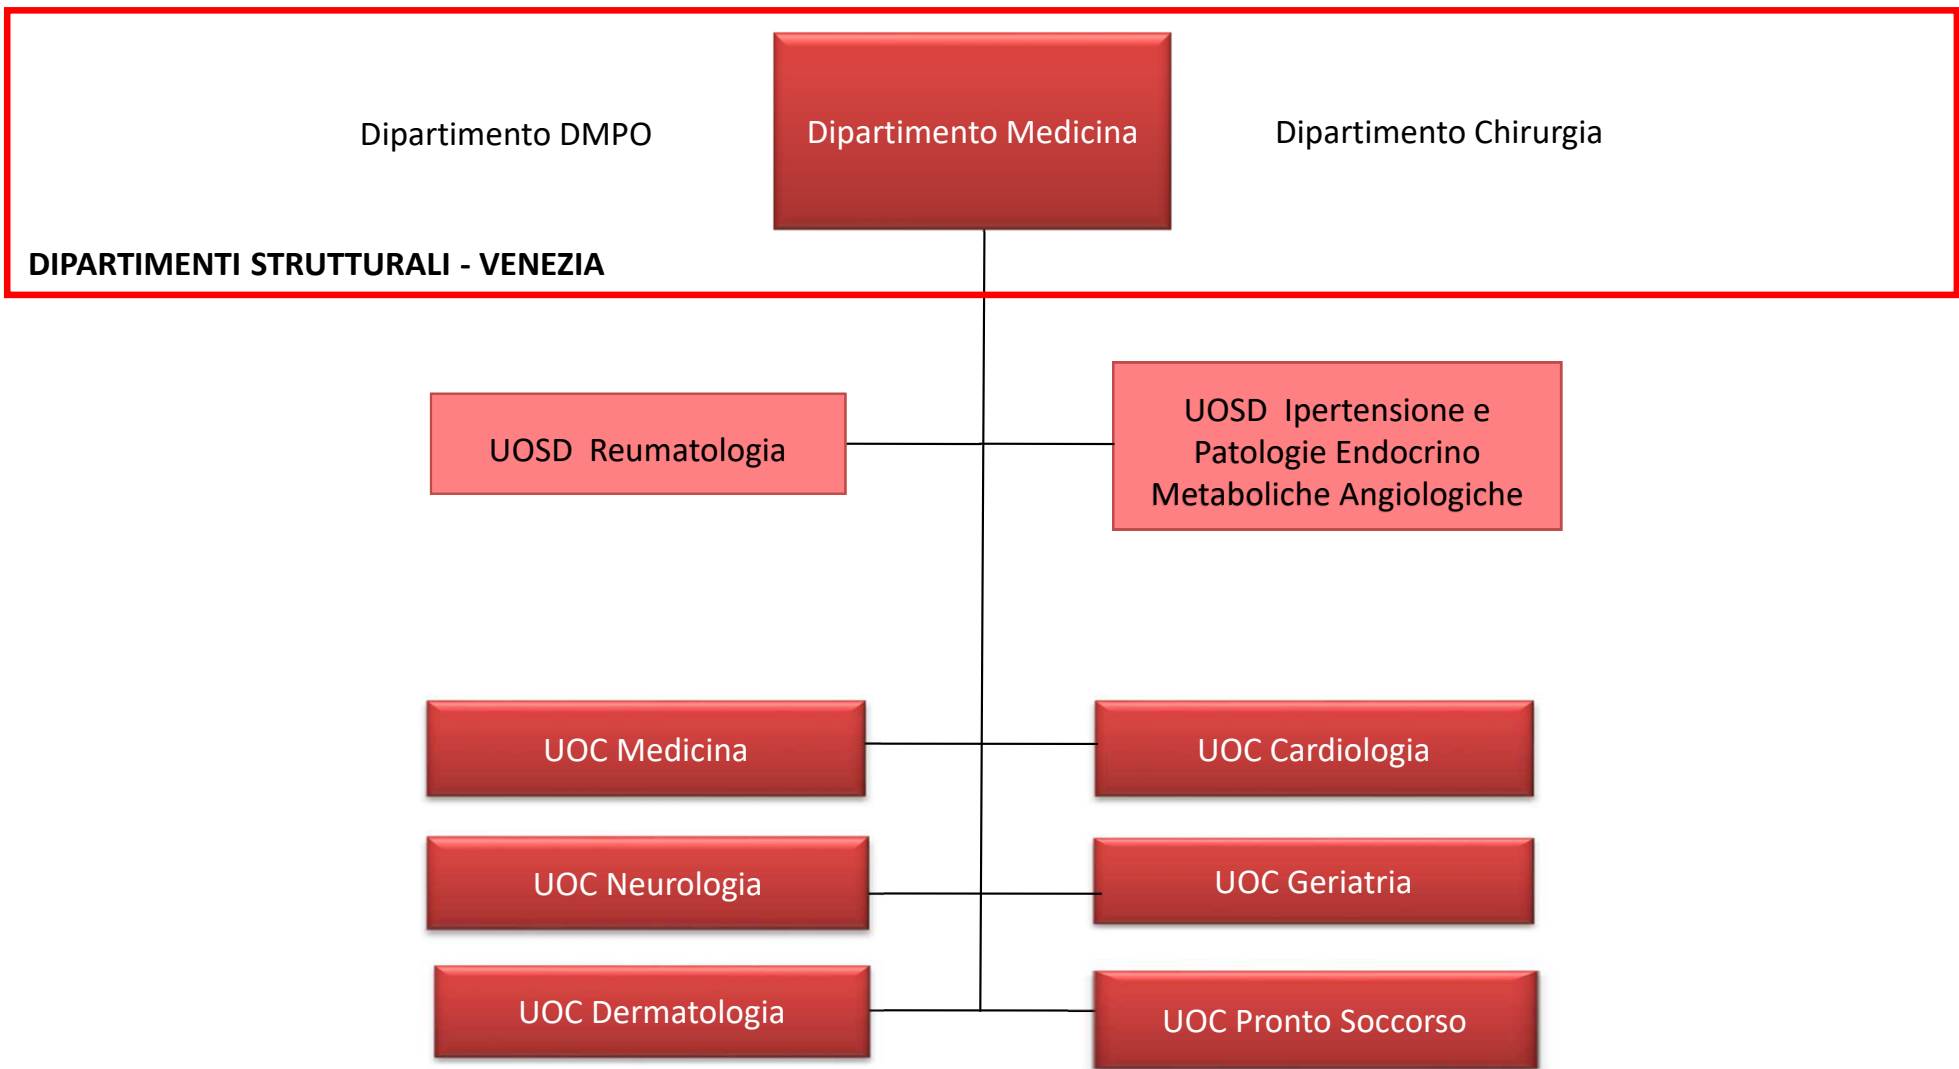 Dipartimento DMPO
Dipartimento Medicina
Dipartimento Chirurgia
DIPARTIMENTI STRUTTURALI - VENEZIA
UOSD  Reumatologia
UOSD  Ipertensione e
Patologie Endocrino
Metaboliche Angiologiche
UOC Medicina
UOC Cardiologia
UOC Neurologia
UOC Geriatria
UOC Dermatologia
UOC Pronto Soccorso